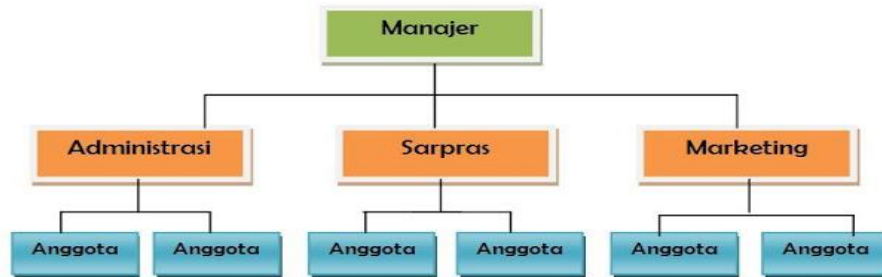 Manajer
Administrasi
Sarpras
Marketing
Anggota
Anggota
Anggota
Anggota
Anggota
Anggota